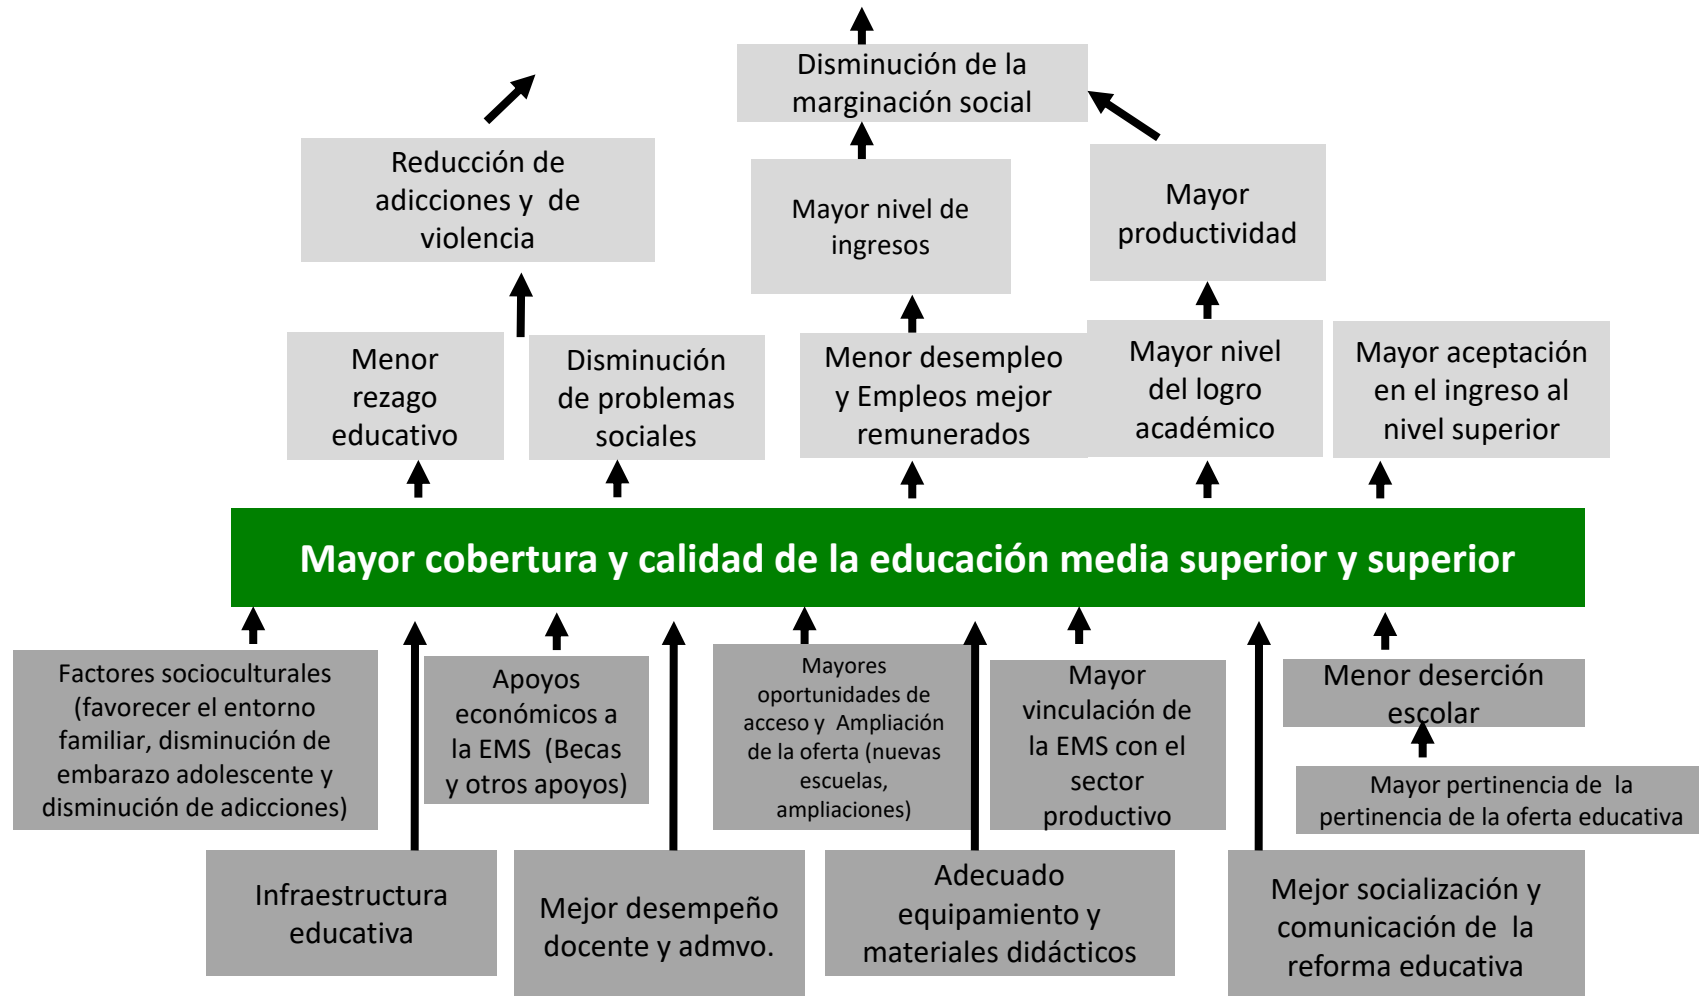 Disminución de la
marginación social
Reducción de
adicciones y  de
violencia
Mayor nivel de
ingresos
Mayor
productividad
Menor
rezago
educativo
Disminución
de problemas
sociales
Menor desempleo
y Empleos mejor
remunerados
Mayor nivel
del logro
académico
Mayor aceptación
en el ingreso al
nivel superior
Mayor cobertura y calidad de la educación media superior y superior
Factores socioculturales
(favorecer el entorno
familiar, disminución de
embarazo adolescente y
disminución de adicciones)
Apoyos
económicos a
la EMS  (Becas
y otros apoyos)
Mayores
oportunidades de
acceso y  Ampliación
de la oferta (nuevas
escuelas,
ampliaciones)
Mayor
vinculación de
la EMS con el
sector
productivo
Menor deserción
escolar
Mayor pertinencia de  la
pertinencia de la oferta educativa
Infraestructura
educativa
Mejor desempeño
docente y admvo.
Adecuado
equipamiento y
materiales didácticos
Mejor socialización y
comunicación de  la
reforma educativa